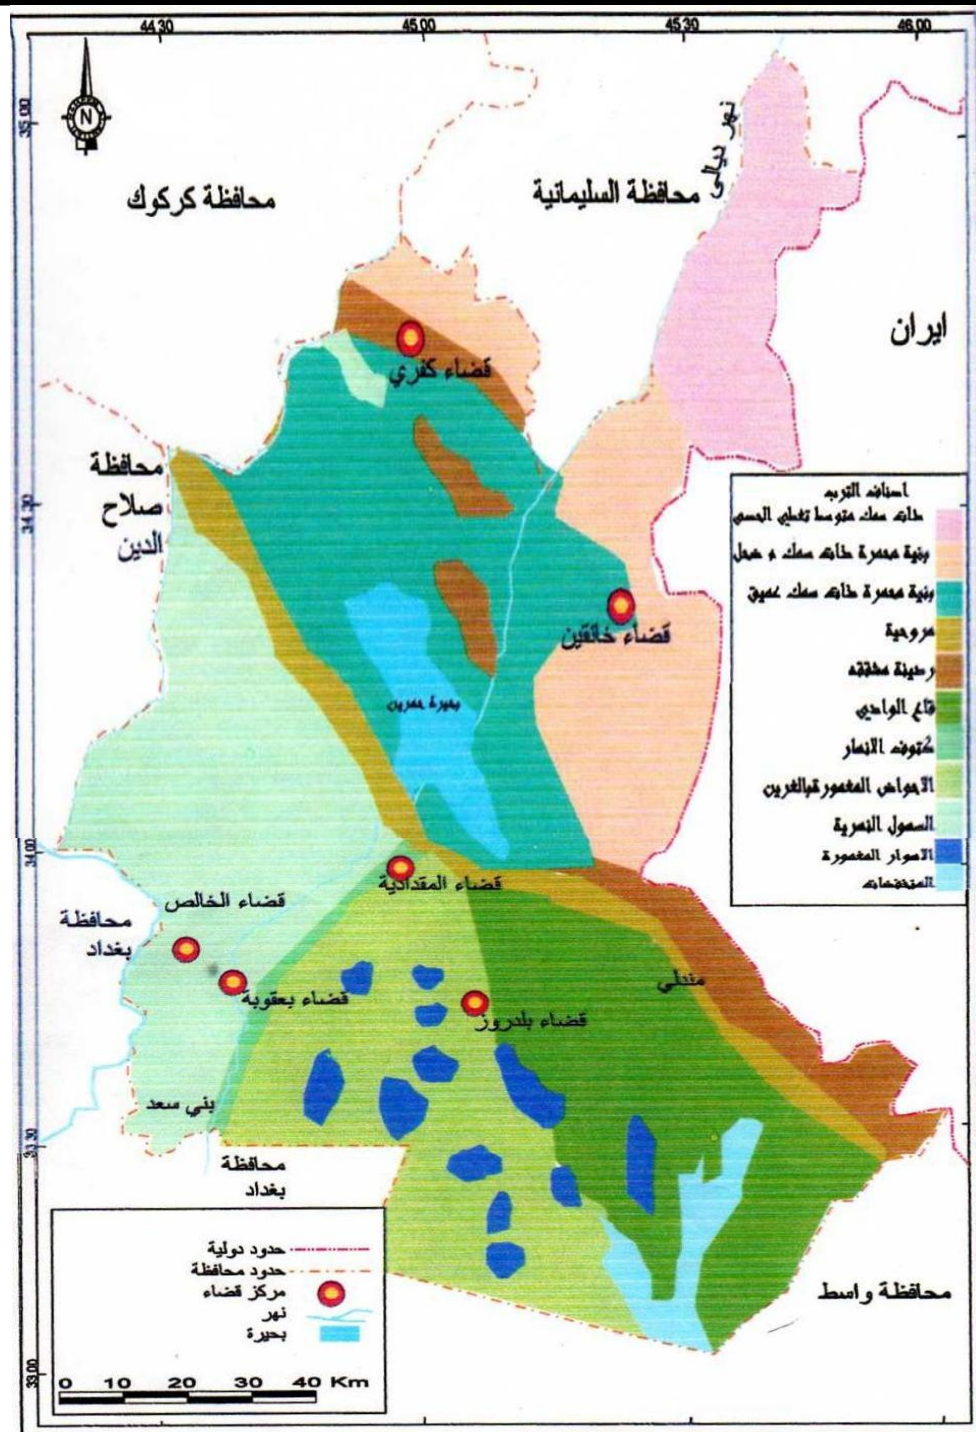 44.30
45.00
45.30
46.00
35.00
34.30
34.00
33.30
33.00
N
محافظة كركوك
محافظة السليمانية
نهر ديالى
ايران
قضاء كفري
محافظة
صلاح
الدين
قضاء خانقين
بحيرة حمرين
قضاء المقدادية
قضاء الخالص
محافظة
بغداد
قضاء بعقوبة
قضاء بلدروز
مندلي
بني سعد
محافظة
بغداد
محافظة واسط
اصناف الترب
ذات سمك متوسط تغطي الحصى
بنية محمرة ذات سمك و ضحل
بنية محمرة ذات سمك عميق
مروحية
رديئة مشققه
قاع الوادي
كتوف الانهار
الاحواض المغمورة بالغرين
السهول النهرية
الاهوار المغمورة
المنخفضات
حدود دولية
حدود محافظة
مركز قضاء
نهر
بحيرة
0 10 20 30 40 Km